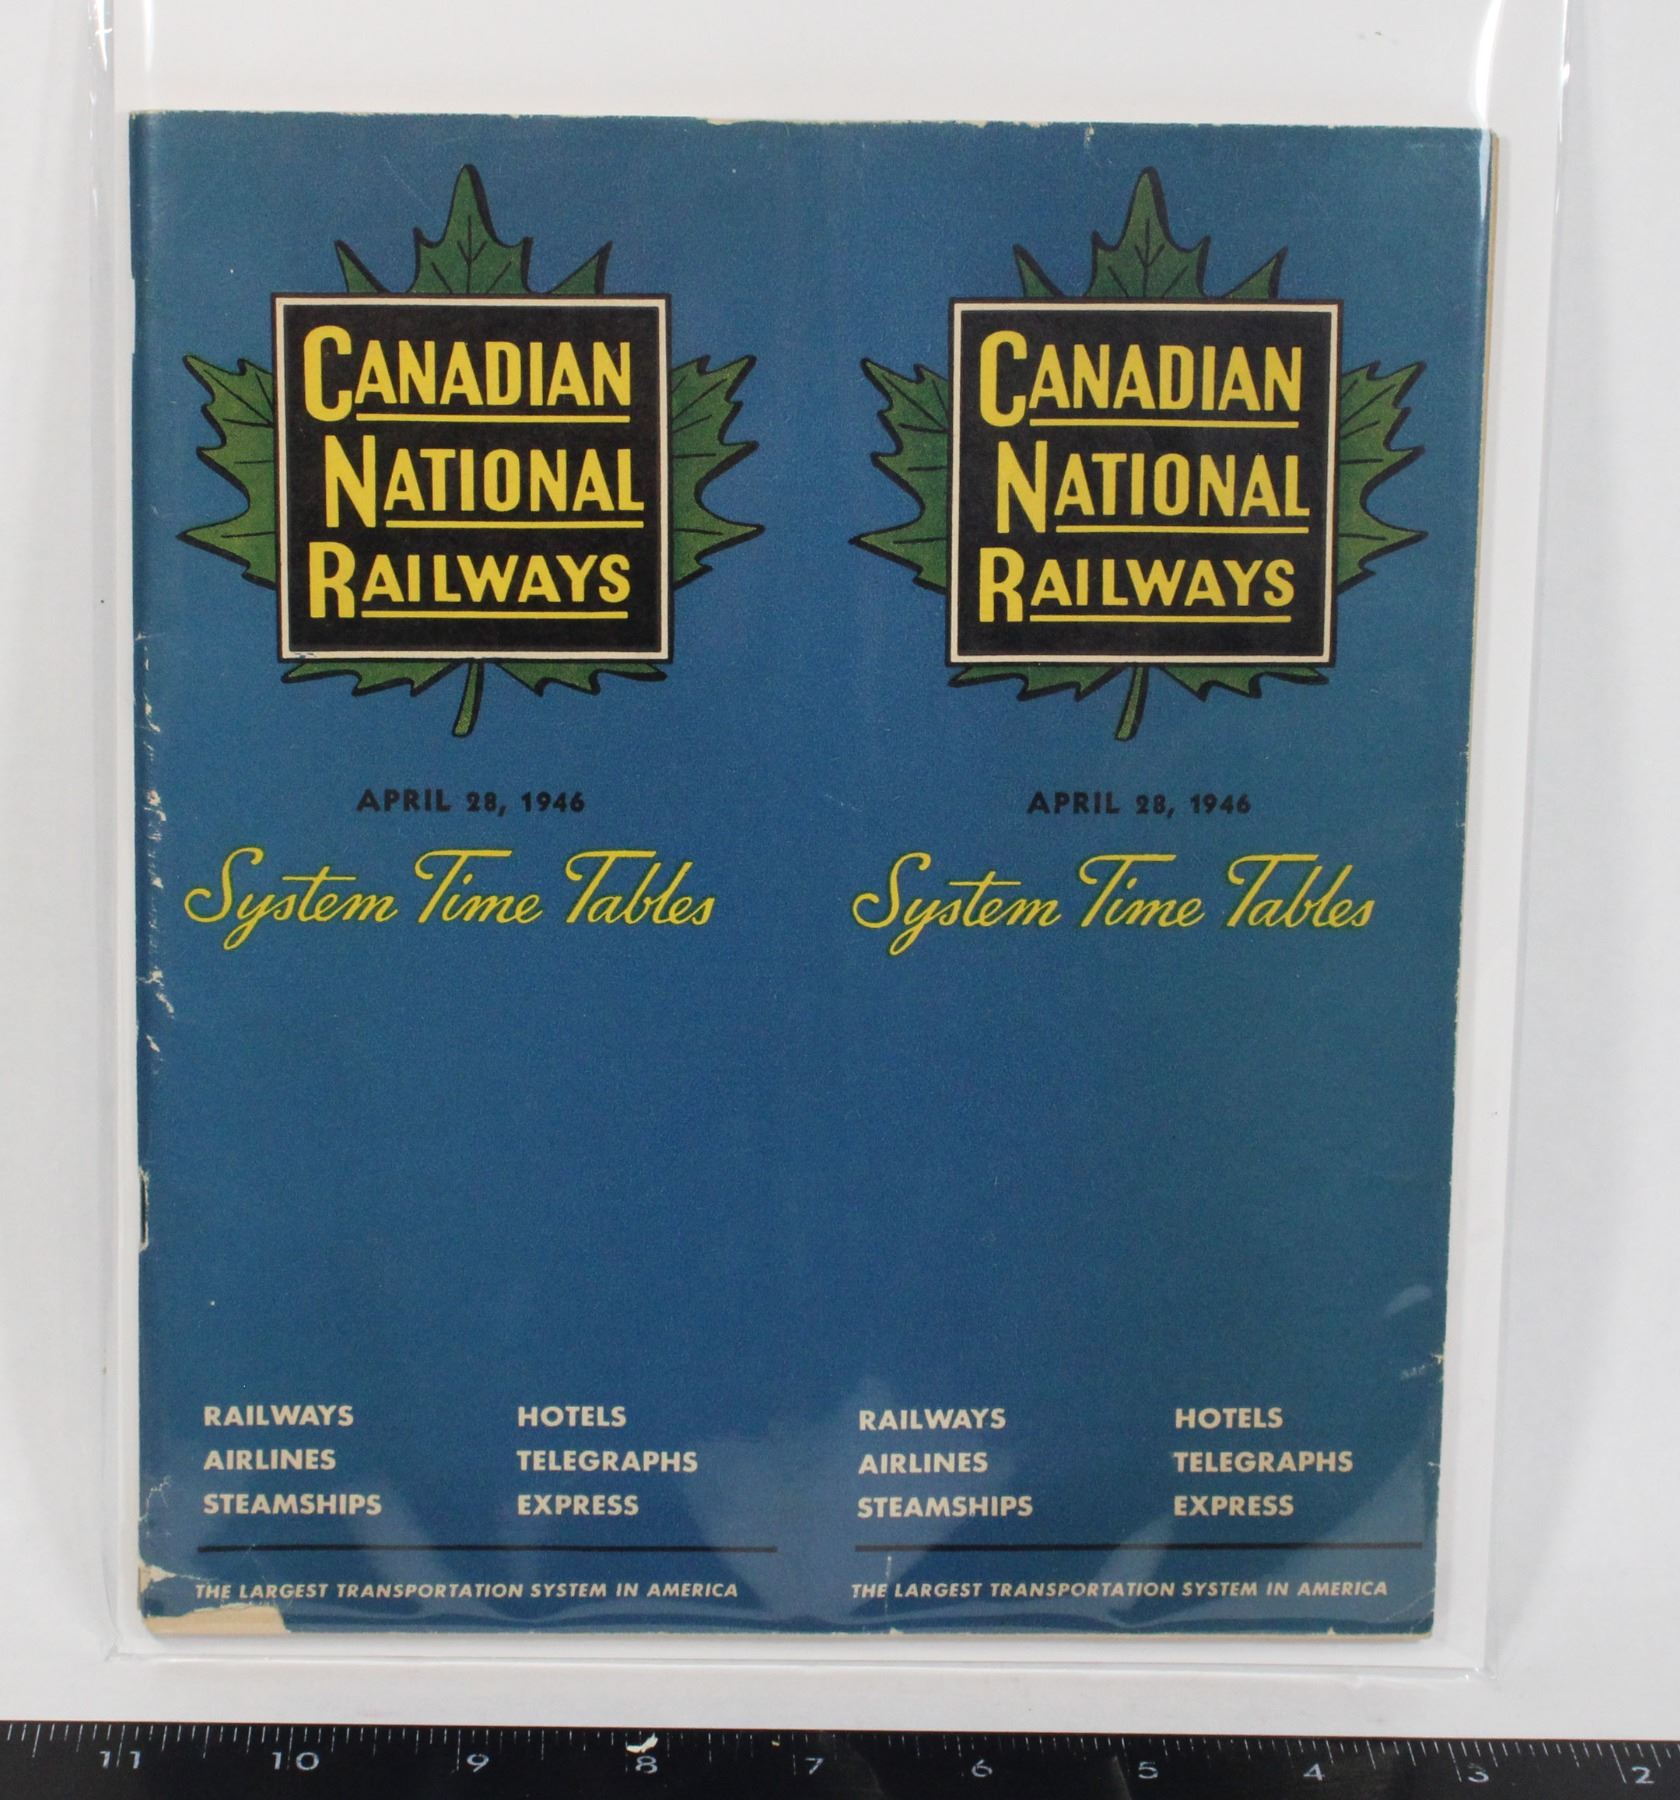 CANADIAN
NATIONAL
RAILWAYS
APRIL 28, 1946
System Time Tables
RAILWAYS HOTELS
AIRLINES TELEGRAPHS
STEAMSHIPS EXPRESS
THE LARGEST TRANSPORTATION SYSTEM IN AMERICA
CANADIAN
NATIONAL
RAILWAYS
APRIL 28, 1946
System Time Tables
RAILWAYS HOTELS
AIRLINES TELEGRAPHS
STEAMSHIPS EXPRESS
THE LARGEST TRANSPORTATION SYSTEM IN AMERICA
11 10 9 8 7 6 5 4 3 2